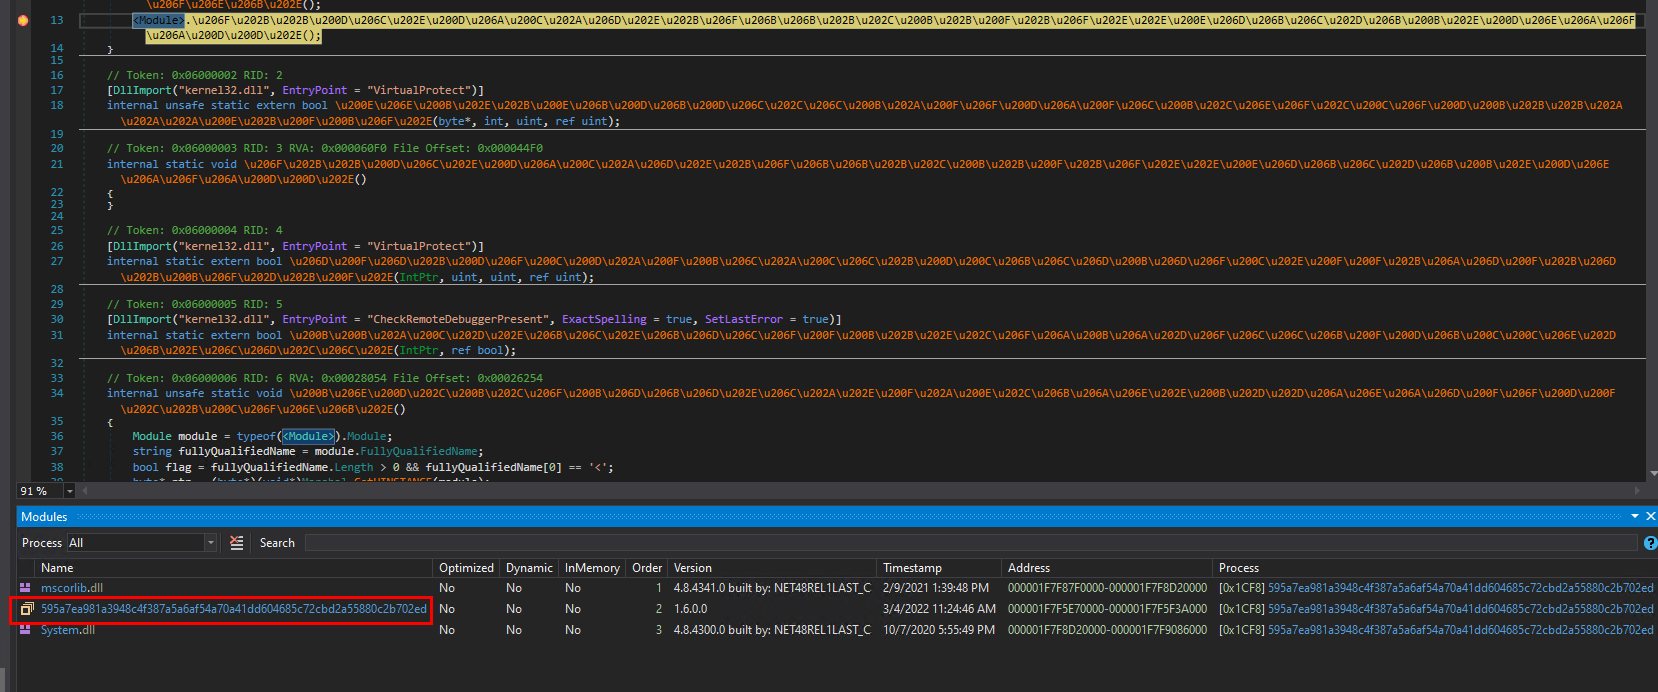 \u206F\u206E\u206B\u200E();
13 <Module>.\u206F\u202B\u202B\u200D\u206C\u202E\u200D\u206A\u200C\u202A\u206D\u202E\u202B\u206F\u206B\u206B\u202B\u202C\u200B\u202B\u200F\u202B\u206F\u202E\u202E\u200E\u206D\u206B\u206C\u202D\u206B\u200B\u202E\u200D\u206E\u206A\u206F
\u206A\u200D\u200D\u202E();
14 }
15
16 // Token: 0x06000002 RID: 2
17 [DllImport("kernel32.dll", EntryPoint = "VirtualProtect")]
18 internal unsafe static extern bool \u200E\u206E\u200B\u202E\u202B\u200E\u206B\u200D\u206B\u200D\u206C\u202C\u206C\u200B\u202A\u200F\u206F\u200D\u206A\u200F\u206C\u200B\u202C\u206E\u206F\u202C\u200C\u206F\u200D\u200B\u202B\u202B\u202A
\u202A\u202A\u200E\u202B\u200F\u200B\u206F\u202E(byte*, int, uint, ref uint);
19
20 // Token: 0x06000003 RID: 3 RVA: 0x000060F0 File Offset: 0x000044F0
21 internal static void \u206F\u202B\u202B\u200D\u206C\u202E\u200D\u206A\u200C\u202A\u206D\u202E\u202B\u206F\u206B\u206B\u202B\u202C\u200B\u202B\u200F\u202B\u206F\u202E\u202E\u200E\u206D\u206B\u206C\u202D\u206B\u200B\u202E\u200D\u206E
\u206A\u206F\u206A\u200D\u200D\u202E()
22 {
23 }
24
25 // Token: 0x06000004 RID: 4
26 [DllImport("kernel32.dll", EntryPoint = "VirtualProtect")]
27 internal static extern bool \u206D\u200F\u206D\u202B\u200D\u206F\u200C\u200D\u202A\u200F\u200B\u206C\u202A\u200C\u206C\u202B\u200D\u200C\u206B\u206C\u206D\u200B\u206D\u206F\u200C\u202E\u200F\u200F\u202B\u206A\u206D\u200F\u202B\u206D
\u202B\u200B\u206F\u202D\u202B\u200F\u202E(IntPtr, uint, uint, ref uint);
28
29 // Token: 0x06000005 RID: 5
30 [DllImport("kernel32.dll", EntryPoint = "CheckRemoteDebuggerPresent", ExactSpelling = true, SetLastError = true)]
31 internal static extern bool \u200B\u200B\u202A\u200C\u202D\u202E\u206B\u206C\u202E\u206B\u206D\u206C\u206F\u200F\u200B\u202B\u202E\u202C\u206F\u206A\u200B\u206A\u202D\u206F\u206C\u206C\u206B\u200F\u200D\u206B\u200C\u200C\u206E\u202D
\u206B\u202E\u206C\u206D\u202C\u206C\u202E(IntPtr, ref bool);
32
33 // Token: 0x06000006 RID: 6 RVA: 0x00028054 File Offset: 0x00026254
34 internal unsafe static void \u200B\u206E\u200D\u202C\u200B\u202C\u206F\u200B\u206D\u206B\u206D\u202E\u206C\u202A\u202E\u200F\u202A\u200E\u202C\u206B\u206A\u206E\u202E\u200B\u202D\u202D\u206A\u206E\u206A\u206D\u200F\u206F\u200D\u200F
\u202C\u202B\u200C\u206F\u206E\u206B\u202E()
35 {
36 Module module = typeof(<Module>).Module;
37 string fullyQualifiedName = module.FullyQualifiedName;
38 bool flag = fullyQualifiedName.Length > 0 && fullyQualifiedName[0] == '<';
91 %
Modules
Process All Search
Name Optimized Dynamic InMemory Order Version Timestamp Address Process
mscorlib.dll No No No 1 4.8.4341.0 built by: NET48REL1LAST_C 2/9/2021 1:39:48 PM 000001F7F87F0000-000001F7F8D20000 [0x1CF8] 595a7ea981a3948c4f387a5a6af54a70a41dd604685c72cbd2a55880c2b702ed
595a7ea981a3948c4f387a5a6af54a70a41dd604685c72cbd2a55880c2b702ed No No No 2 1.6.0.0 3/4/2022 11:24:46 AM 000001F7F5E70000-000001F7F5F3A000 [0x1CF8] 595a7ea981a3948c4f387a5a6af54a70a41dd604685c72cbd2a55880c2b702ed
System.dll No No No 3 4.8.4300.0 built by: NET48REL1LAST_C 10/7/2020 5:55:49 PM 000001F7F8D20000-000001F7F9086000 [0x1CF8] 595a7ea981a3948c4f387a5a6af54a70a41dd604685c72cbd2a55880c2b702ed